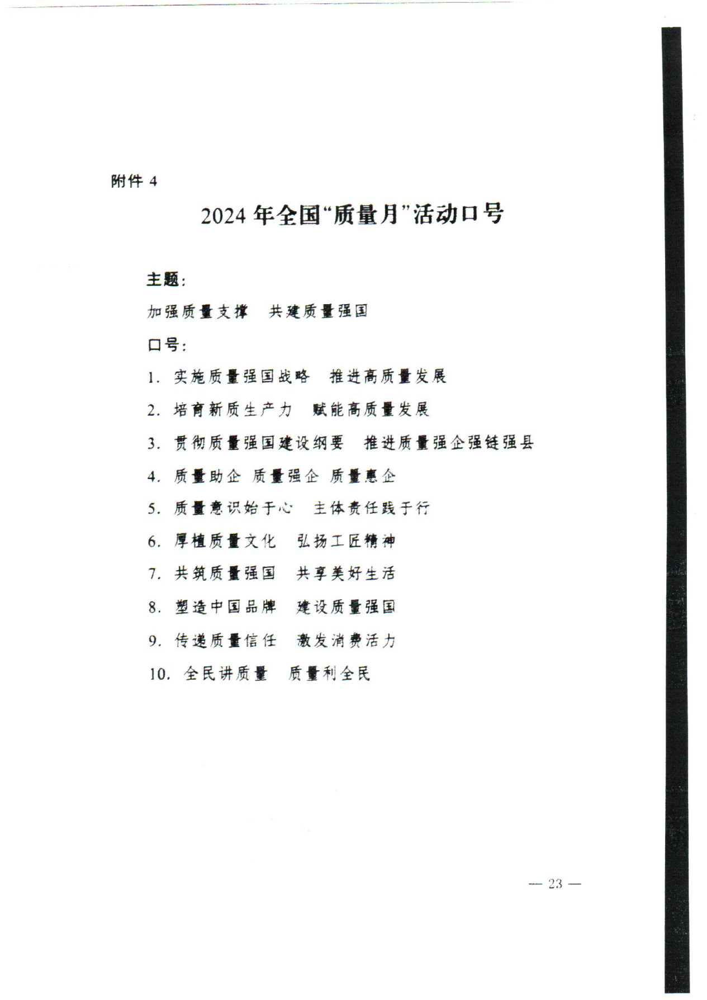 附件 4
2024 年全国“质量月”活动口号
主题：
加强质量支撑　共建质量强国
口号：
1. 实施质量强国战略　推进高质量发展
2. 培育新质生产力　赋能高质量发展
3. 贯彻质量强国建设纲要　推进质量强企强链强县
4. 质量助企 质量强企 质量惠企
5. 质量意识始于心　主体责任践于行
6. 厚植质量文化　弘扬工匠精神
7. 共筑质量强国　共享美好生活
8. 塑造中国品牌　建设质量强国
9. 传递质量信任　激发消费活力
10. 全民讲质量　质量利全民
— 23 —